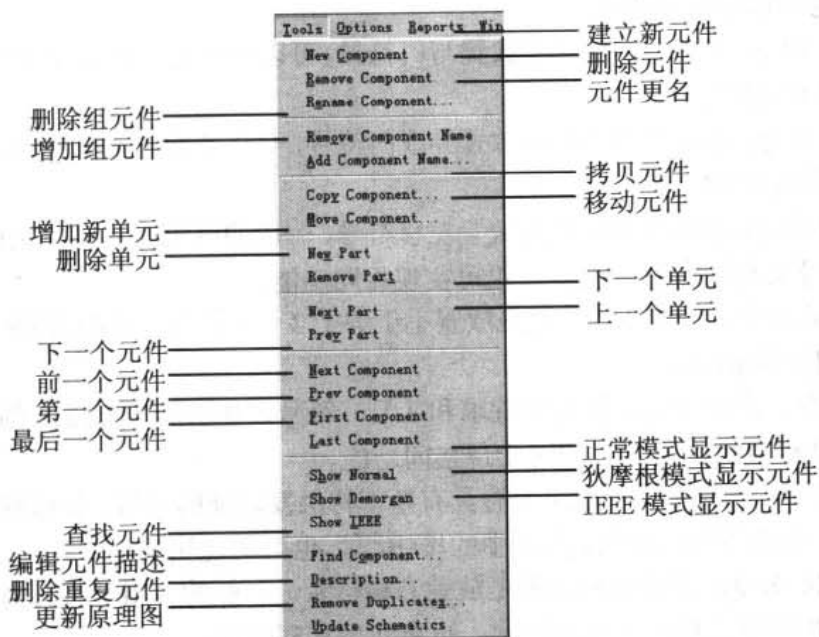 Tools Options Reports Win
New Component
Remove Component
Rename Component...
Remove Component Name
Add Component Name...
Copy Component...
Move Component...
New Part
Remove Part
Next Part
Prev Part
Next Component
Prev Component
First Component
Last Component
Show Normal
Show Demorgan
Show IEEE
Find Component...
Description...
Remove Duplicates...
Update Schematics
建立新元件
删除元件
元件更名
删除组元件
增加组元件
拷贝元件
移动元件
增加新单元
删除单元
下一个单元
上一个单元
下一个元件
前一个元件
第一个元件
最后一个元件
正常模式显示元件
狄摩根模式显示元件
IEEE 模式显示元件
查找元件
编辑元件描述
删除重复元件
更新原理图